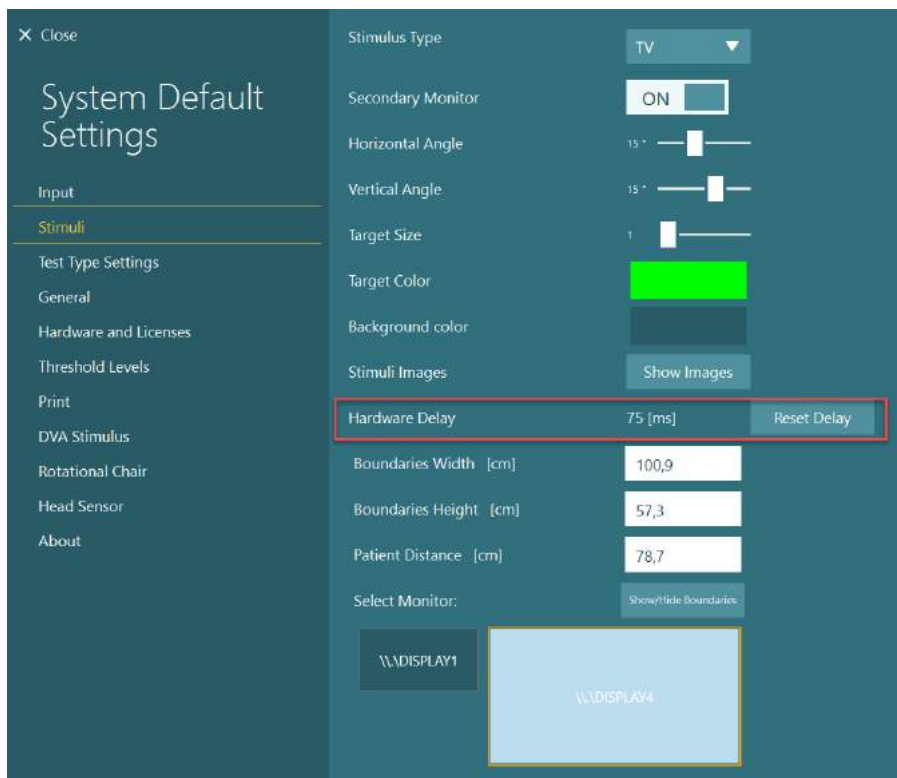 ✕ Close
System Default
Settings
Input
Stimuli
Test Type Settings
General
Hardware and Licenses
Threshold Levels
Print
DVA Stimulus
Rotational Chair
Head Sensor
About
Stimulus Type TV
Secondary Monitor ON
Horizontal Angle 15 °
Vertical Angle 15 °
Target Size 1
Target Color
Background color
Stimuli Images Show Images
Hardware Delay 75 [ms] Reset Delay
Boundaries Width [cm] 100,9
Boundaries Height [cm] 57,3
Patient Distance [cm] 78,7
Select Monitor: Show/Hide Boundaries
\\.\DISPLAY1
\\.\DISPLAY4